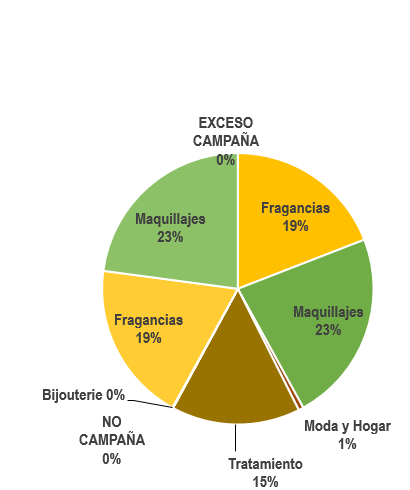 EXCESO
CAMPAÑA
0%
Fragancias
19%
Maquillajes
23%
Moda y Hogar
1%
Tratamiento
15%
NO
CAMPAÑA
0%
Bijouterie 0%
Fragancias
19%
Maquillajes
23%